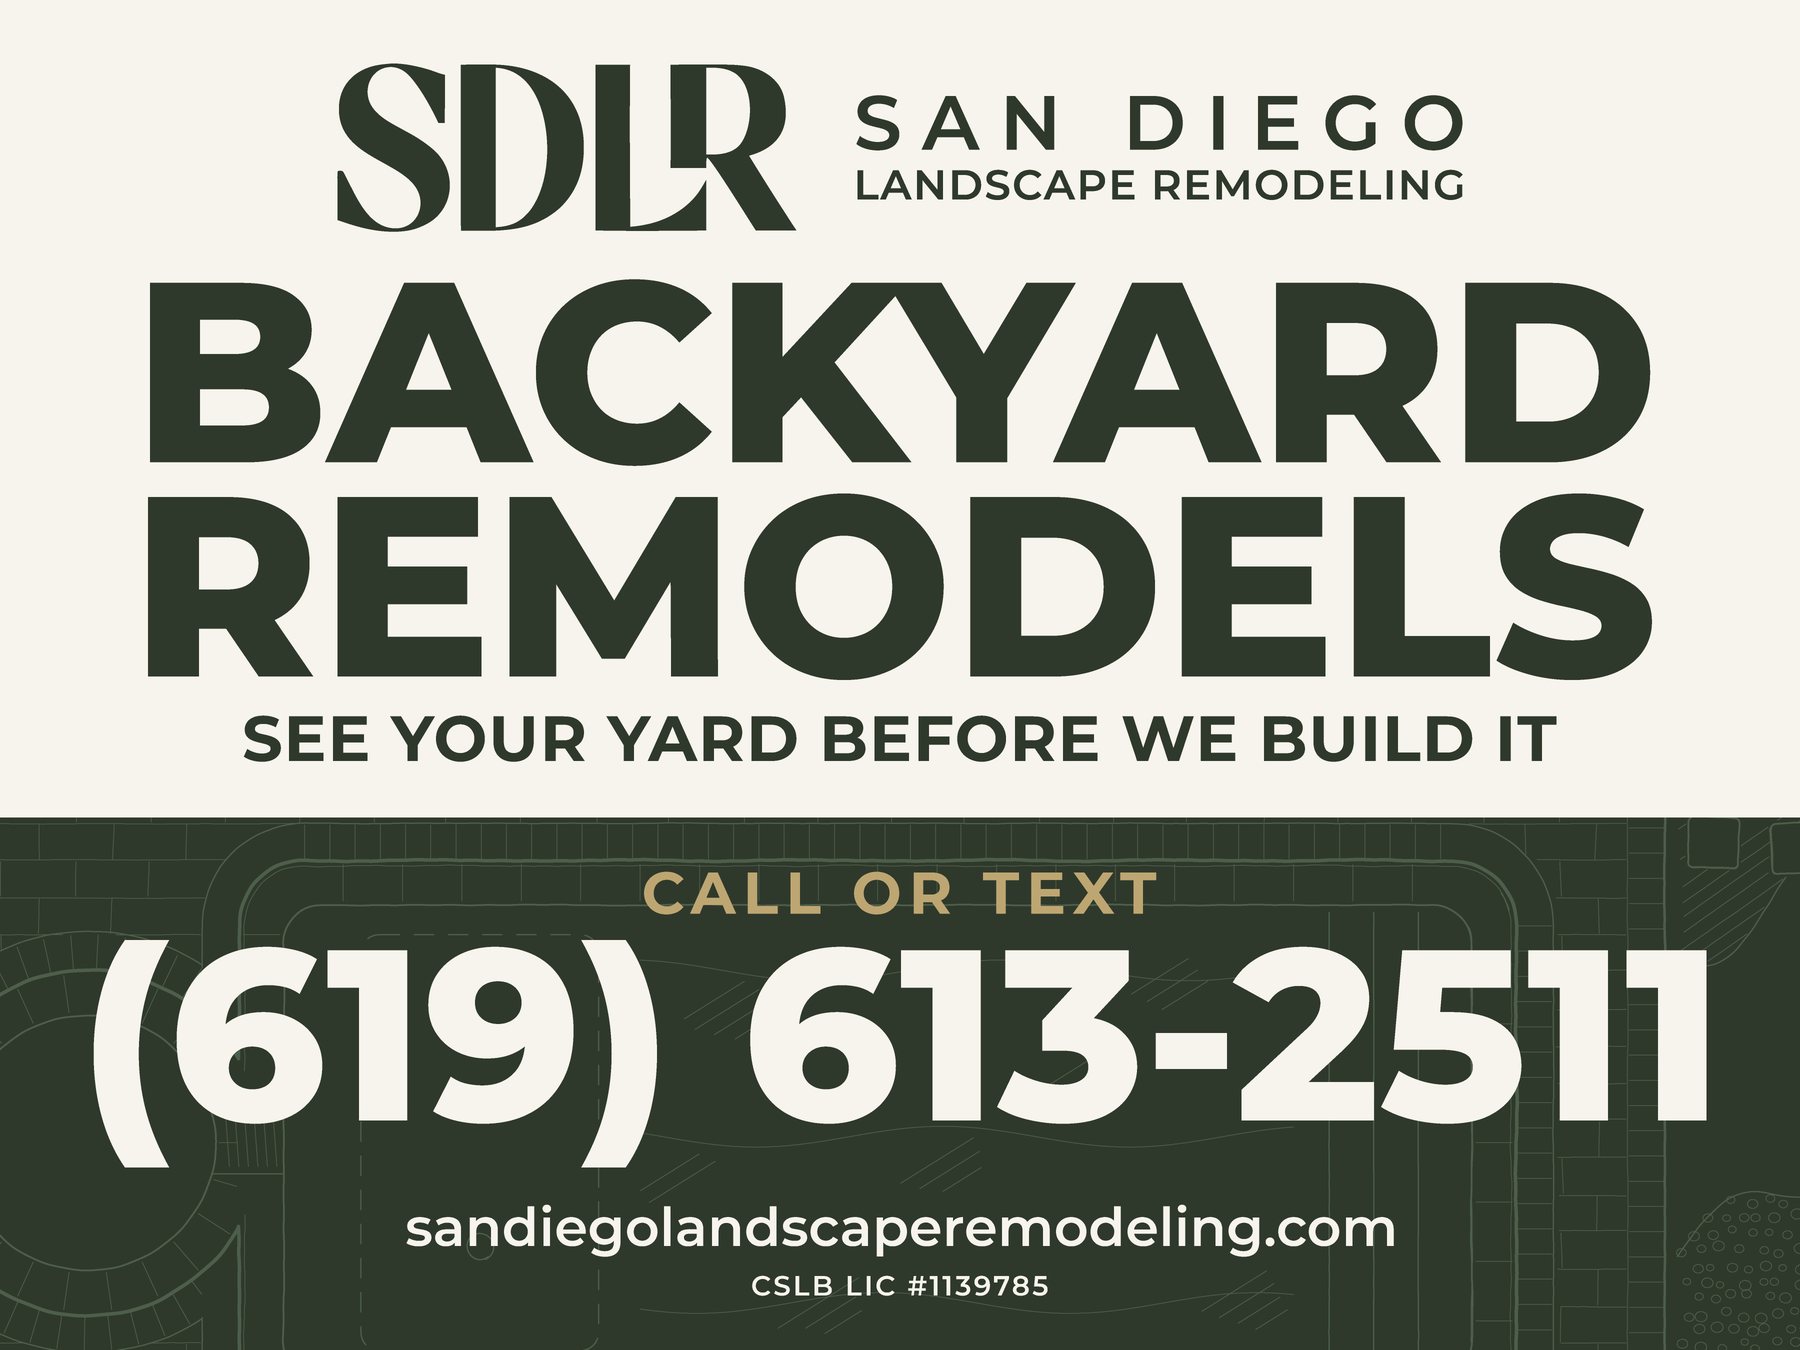 SDLR
SAN DIEGO
LANDSCAPE REMODELING
BACKYARD
REMODELS
SEE YOUR YARD BEFORE WE BUILD IT
CALL OR TEXT
(619) 613-2511
sandiegolandscaperemodeling.com
CSLB LIC #1139785